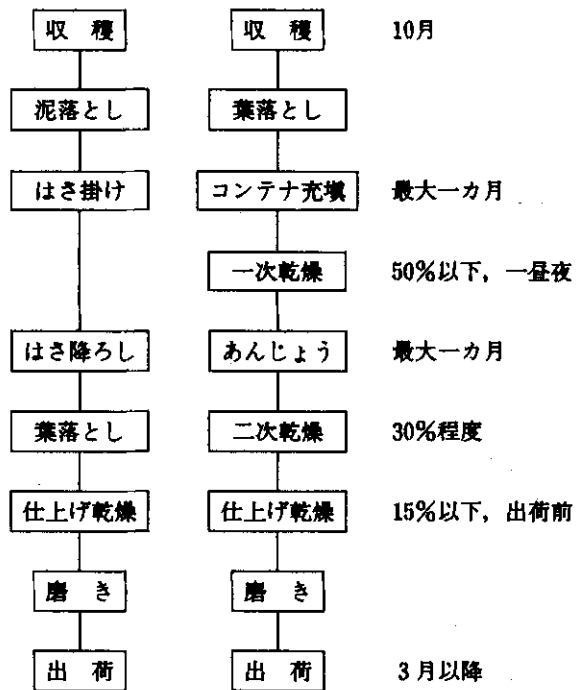 収穫 収穫 10月
泥落とし 葉落とし
はさ掛け コンテナ充塡 最大一カ月
一次乾燥 50%以下，一昼夜
はさ降ろし あんじょう 最大一カ月
葉落とし 二次乾燥 30%程度
仕上げ乾燥 仕上げ乾燥 15%以下，出荷前
磨き 磨き
出荷 出荷 3月以降